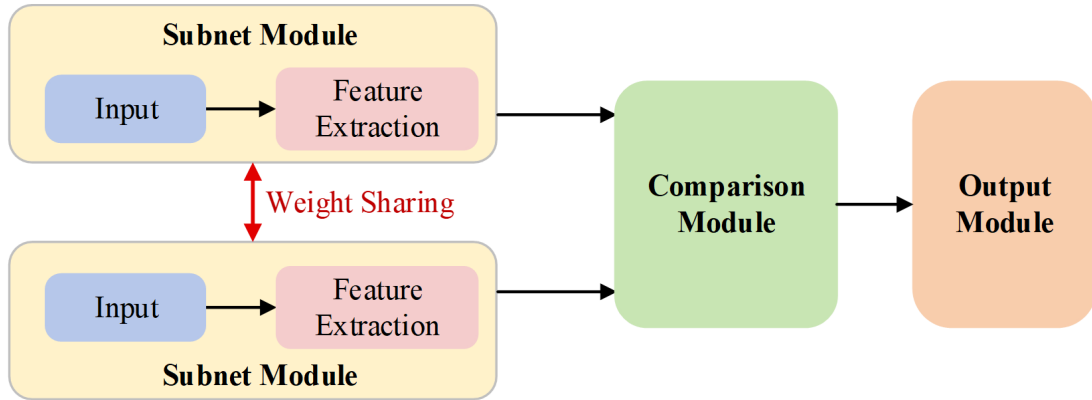 Subnet Module
Input
Feature
Extraction
Weight Sharing
Input
Feature
Extraction
Subnet Module
Comparison
Module
Output
Module